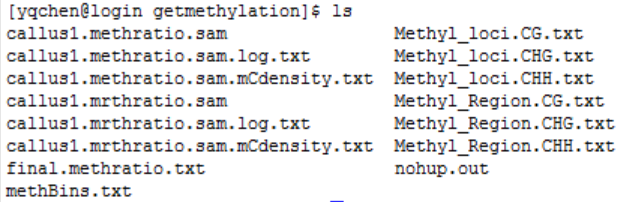 [yqchen@login getmethylation]$ ls
callus1.methratio.sam Methyl_loci.CG.txt
callus1.methratio.sam.log.txt Methyl_loci.CHG.txt
callus1.methratio.sam.mCdensity.txt Methyl_loci.CHH.txt
callus1.mrthratio.sam Methyl_Region.CG.txt
callus1.mrthratio.sam.log.txt Methyl_Region.CHG.txt
callus1.mrthratio.sam.mCdensity.txt Methyl_Region.CHH.txt
final.methratio.txt nohup.out
methBins.txt